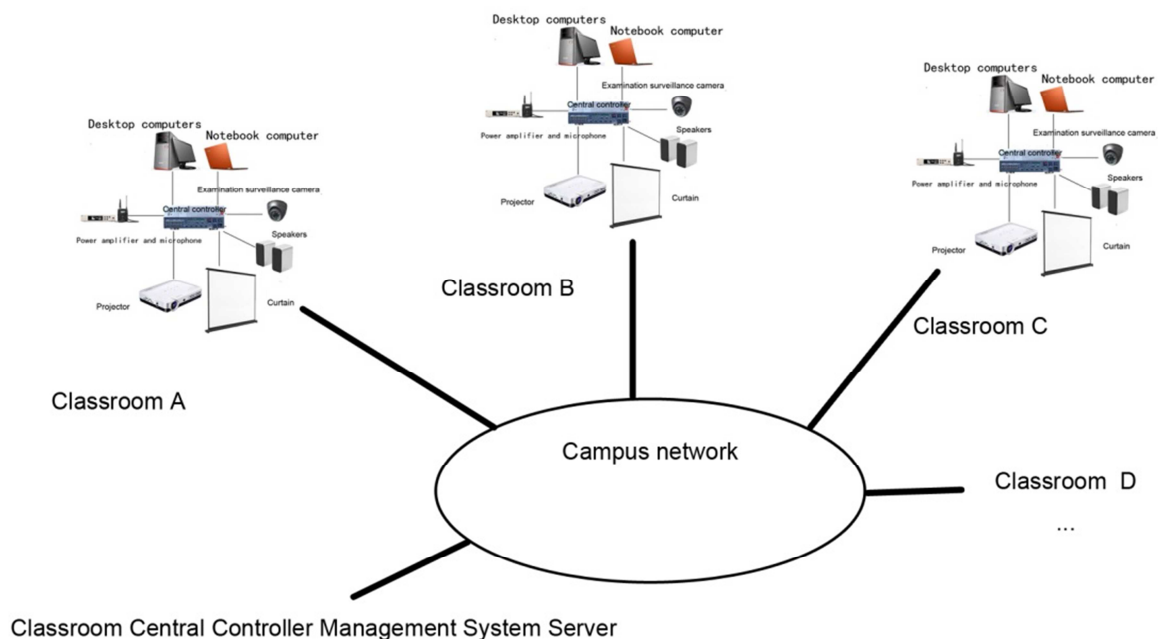 Desktop computers
Notebook computer
Examination surveillance camera
Central controller
Power amplifier and microphone
Speakers
Projector
Curtain
Classroom A
Desktop computers
Notebook computer
Examination surveillance camera
Central controller
Power amplifier and microphone
Speakers
Projector
Curtain
Classroom B
Desktop computers
Notebook computer
Examination surveillance camera
Central controller
Power amplifier and microphone
Speakers
Projector
Curtain
Classroom C
Campus network
Classroom D
...
Classroom Central Controller Management System Server